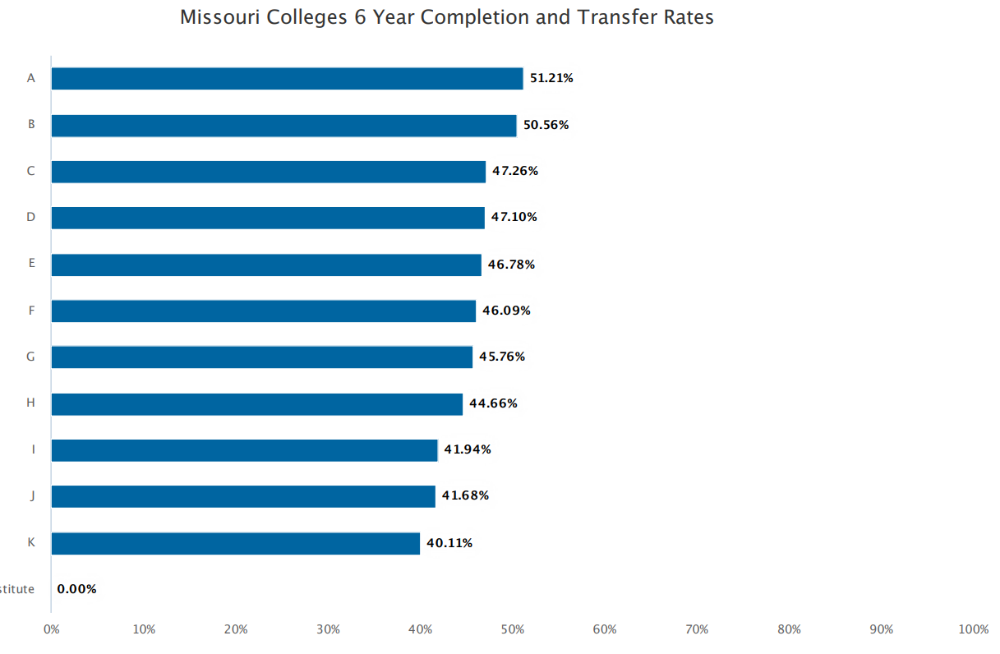 Missouri Colleges 6 Year Completion and Transfer Rates
A 51.21%
B 50.56%
C 47.26%
D 47.10%
E 46.78%
F 46.09%
G 45.76%
H 44.66%
I 41.94%
J 41.68%
K 40.11%
stitute 0.00%
0% 10% 20% 30% 40% 50% 60% 70% 80% 90% 100%